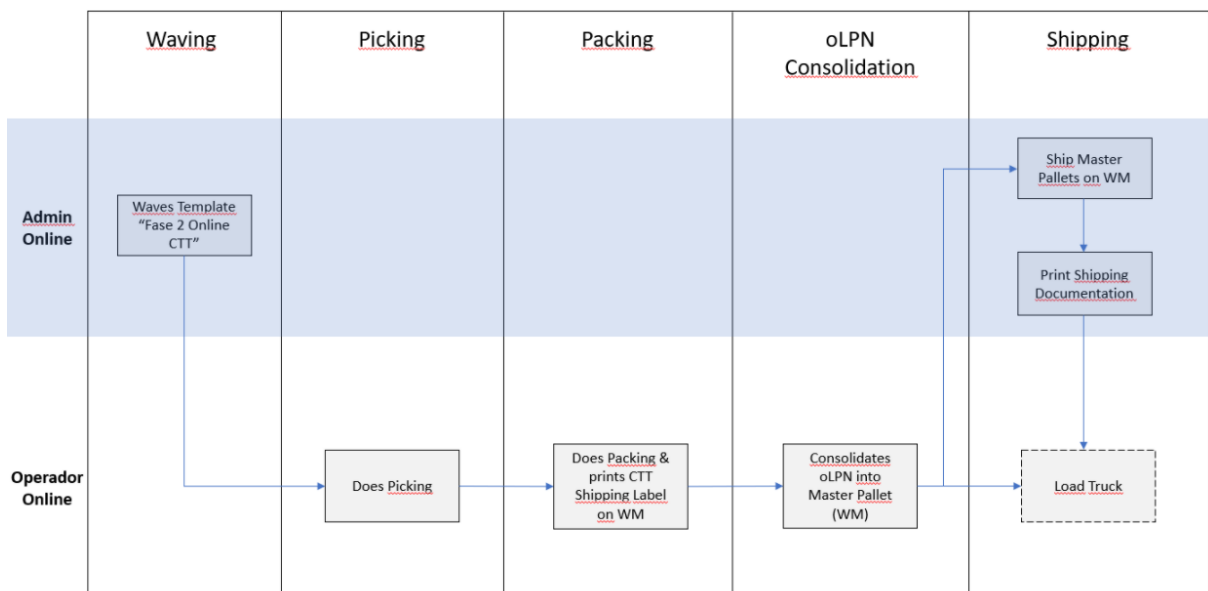 Waving
Picking
Packing
oLPN
Consolidation
Shipping
Admin
Online
Waves Template
“Fase 2 Online
CTT”
Ship Master
Pallets on WM
Print Shipping
Documentation
Operador
Online
Does Picking
Does Packing &
prints CTT
Shipping Label
on WM
Consolidates
oLPN into
Master Pallet
(WM)
Load Truck